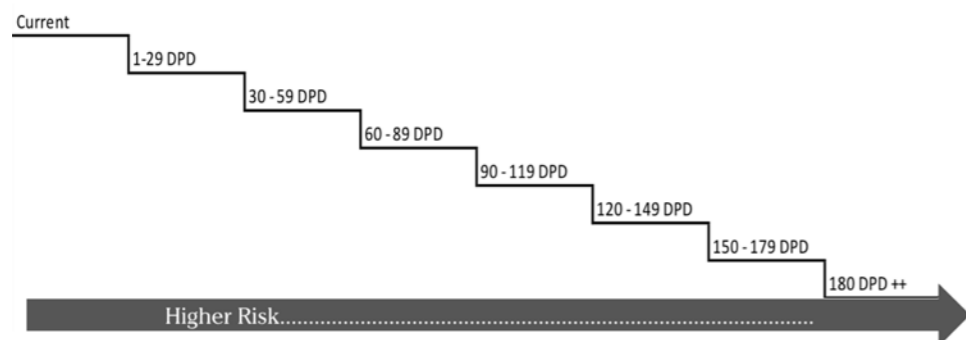 Current
1-29 DPD
30 - 59 DPD
60 - 89 DPD
90 - 119 DPD
120 - 149 DPD
150 - 179 DPD
180 DPD ++
Higher Risk............................................................................................